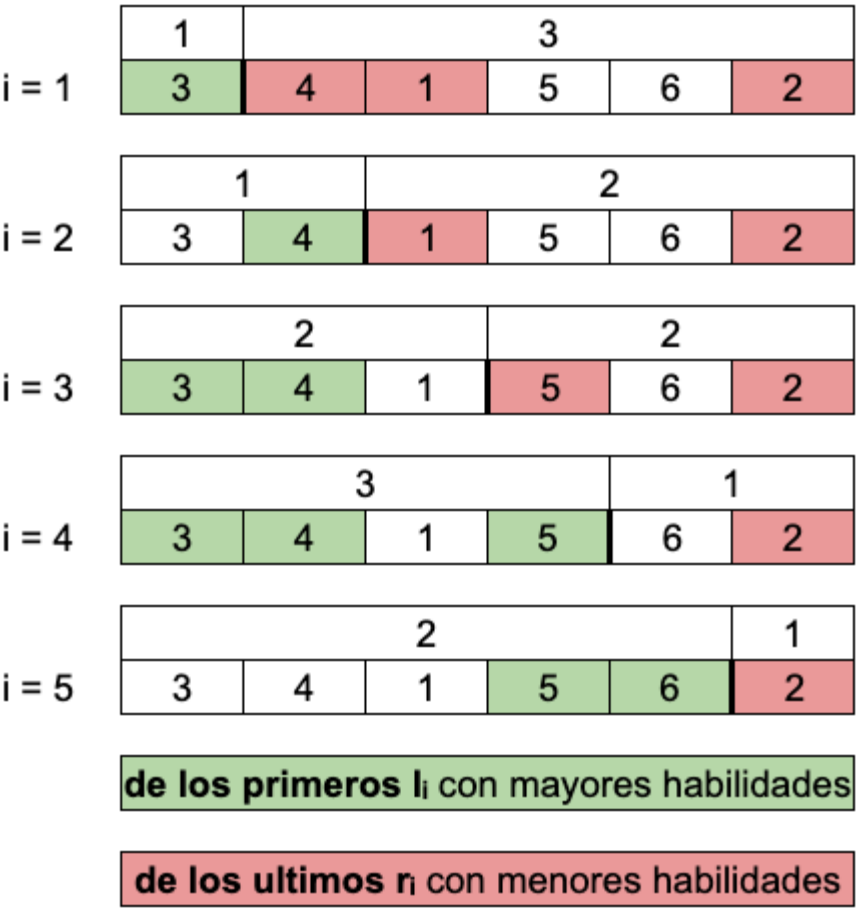 1 3
i = 1 3 4 1 5 6 2
1 2
i = 2 3 4 1 5 6 2
2 2
i = 3 3 4 1 5 6 2
3 1
i = 4 3 4 1 5 6 2
2 1
i = 5 3 4 1 5 6 2
de los primeros lᵢ con mayores habilidades
de los ultimos rᵢ con menores habilidades